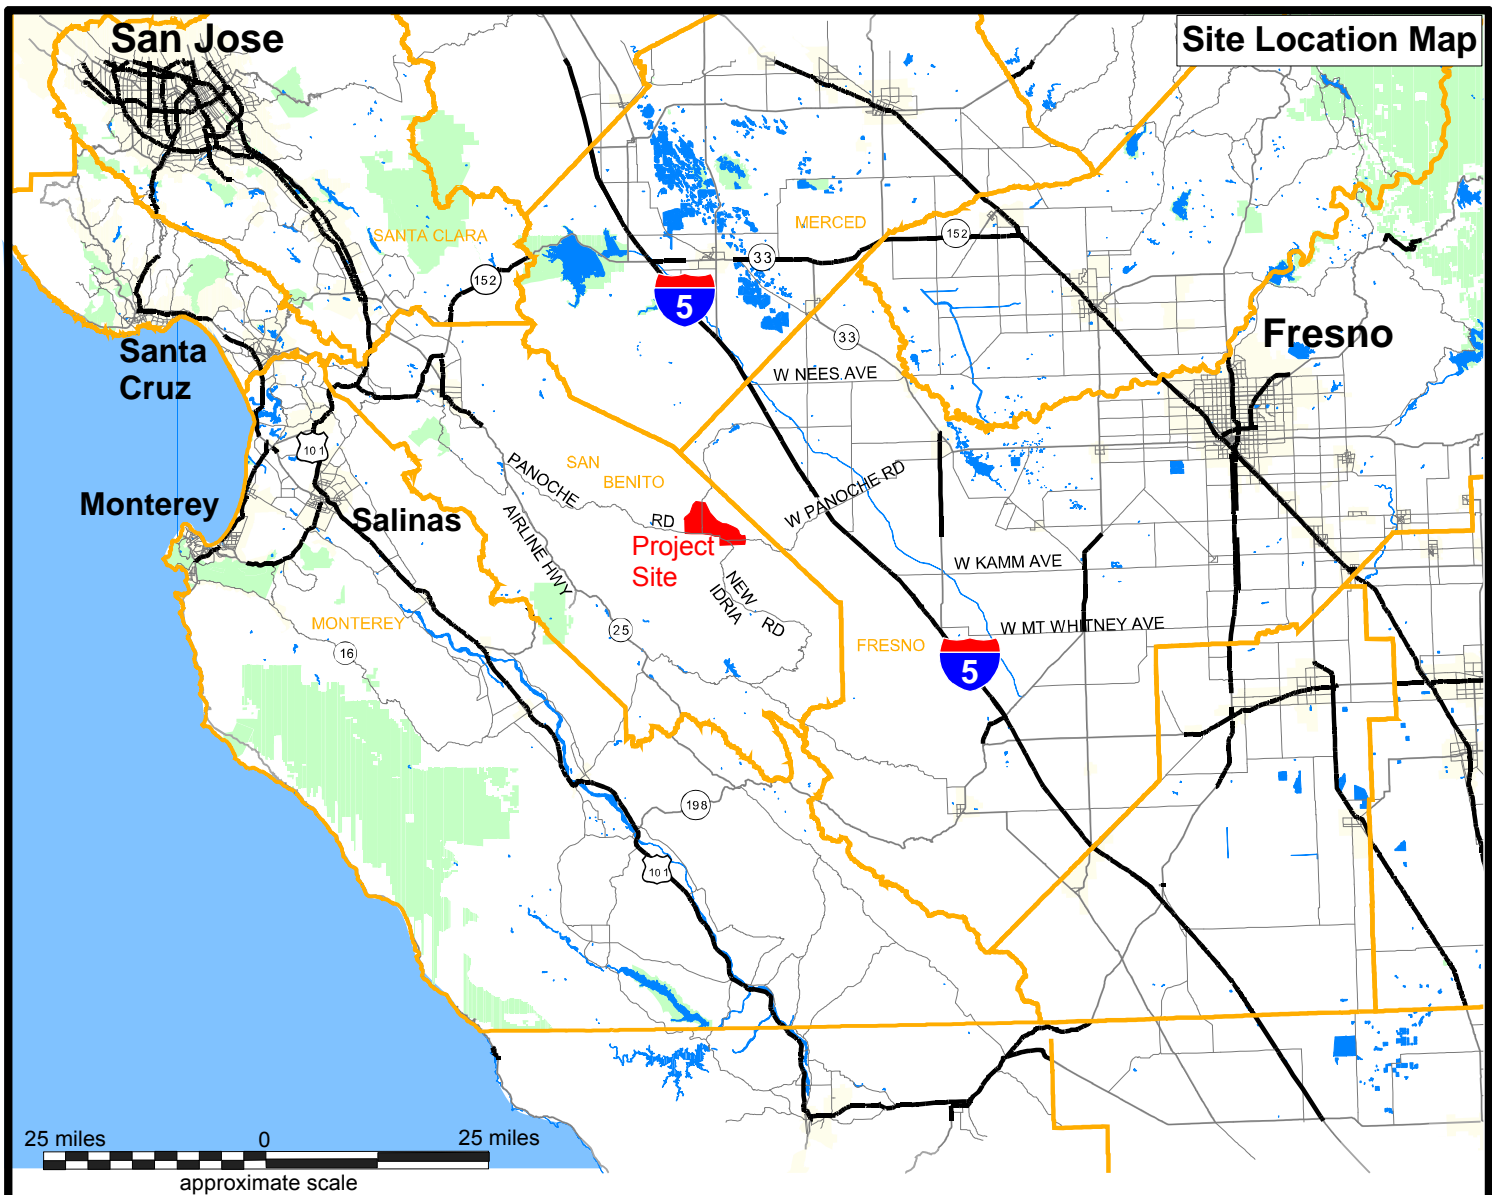 San Jose
Site Location Map
SANTA CLARA
MERCED
152
33
152
5
33
Fresno
Santa
Cruz
W NEES AVE
101
PANOCHE
RD
SAN
BENITO
W PANOCHE RD
Monterey
Salinas
AIRLINE HWY
Project
Site
W KAMM AVE
NEW
IDRIA
RD
MONTEREY
25
W MT WHITNEY AVE
16
FRESNO
5
198
101
25 miles
0
25 miles
approximate scale